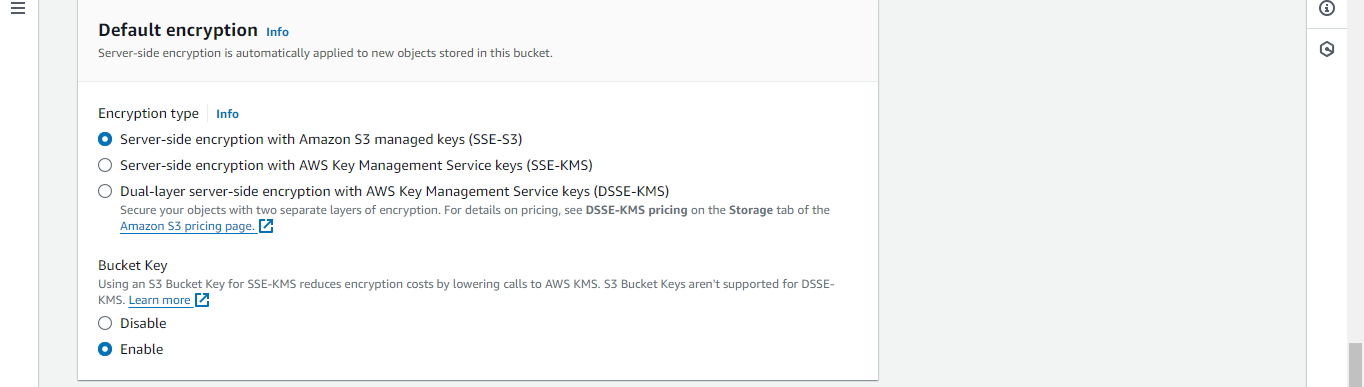 Default encryption Info
Server-side encryption is automatically applied to new objects stored in this bucket.
Encryption type Info
Server-side encryption with Amazon S3 managed keys (SSE-S3)
Server-side encryption with AWS Key Management Service keys (SSE-KMS)
Dual-layer server-side encryption with AWS Key Management Service keys (DSSE-KMS)
Secure your objects with two separate layers of encryption. For details on pricing, see DSSE-KMS pricing on the Storage tab of the
Amazon S3 pricing page.
Bucket Key
Using an S3 Bucket Key for SSE-KMS reduces encryption costs by lowering calls to AWS KMS. S3 Bucket Keys aren't supported for DSSE-
KMS. Learn more
Disable
Enable